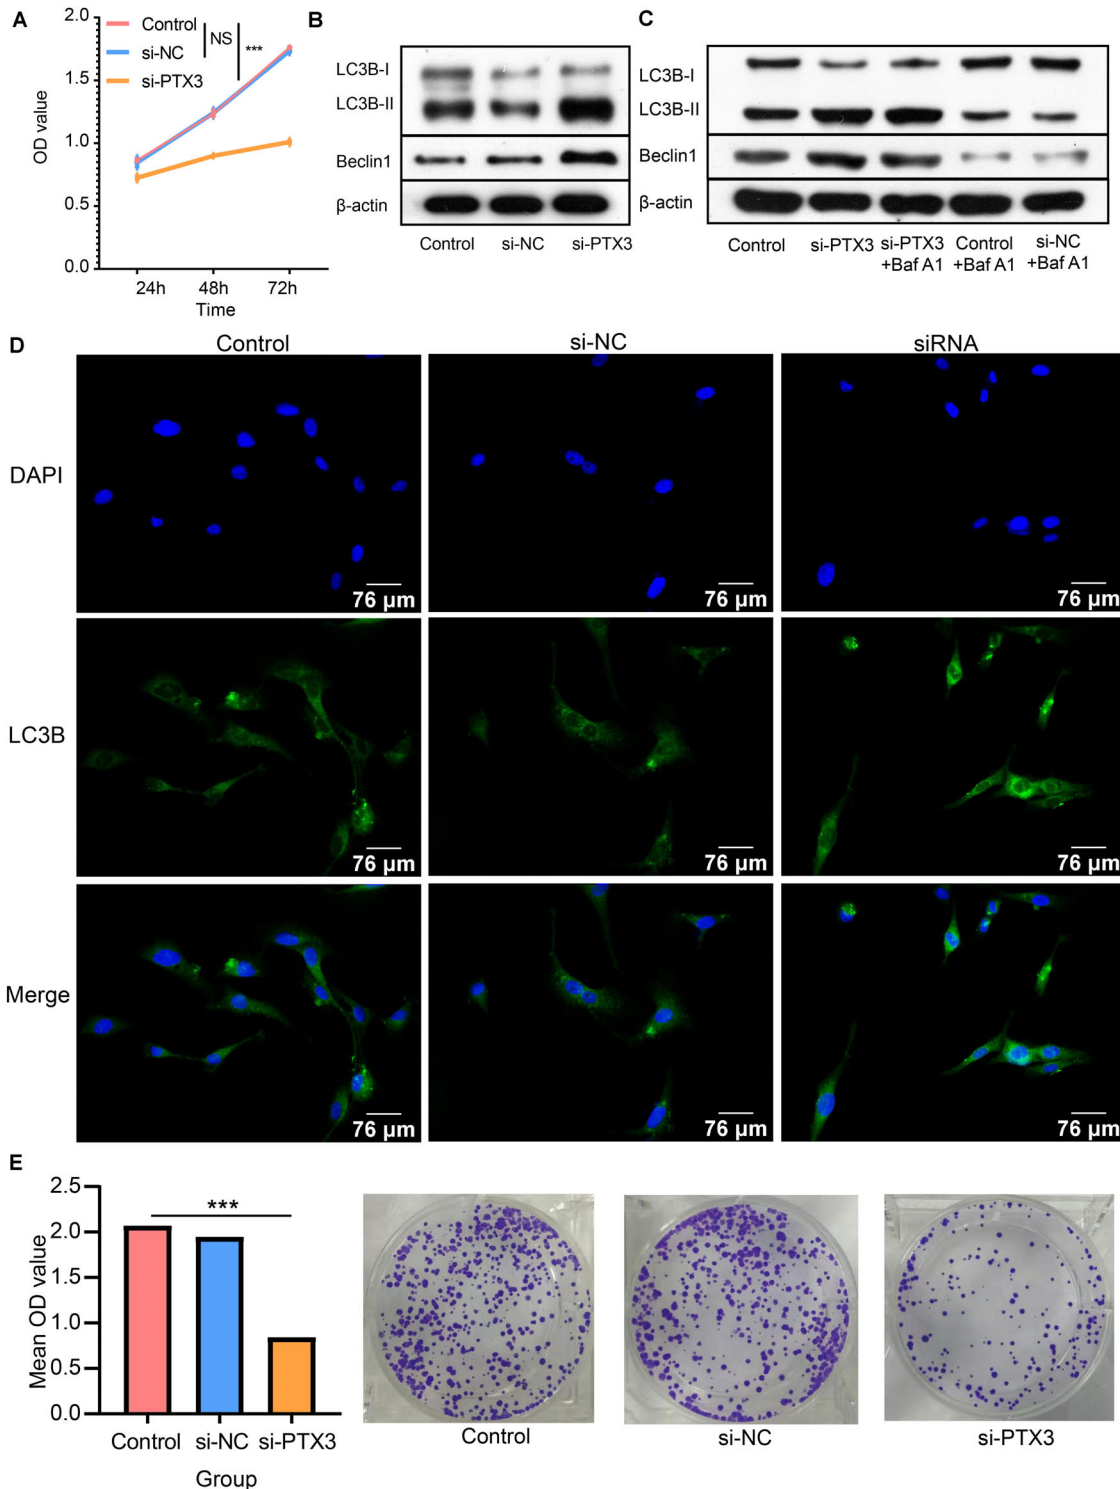 A
2.0
1.5
1.0
0.5
0.0
OD value
24h 48h 72h
Time
Control
si-NC
si-PTX3
NS
***
B
LC3B-I
LC3B-II
Beclin1
β-actin
Control si-NC si-PTX3
C
LC3B-I
LC3B-II
Beclin1
β-actin
Control si-PTX3 si-PTX3 Control si-NC
+Baf A1 +Baf A1 +Baf A1
D
Control si-NC siRNA
DAPI
76 µm 76 µm 76 µm
LC3B
76 µm 76 µm 76 µm
Merge
76 µm 76 µm 76 µm
E
2.5
2.0
1.5
1.0
0.5
0.0
Mean OD value
***
Control si-NC si-PTX3
Group
Control si-NC si-PTX3